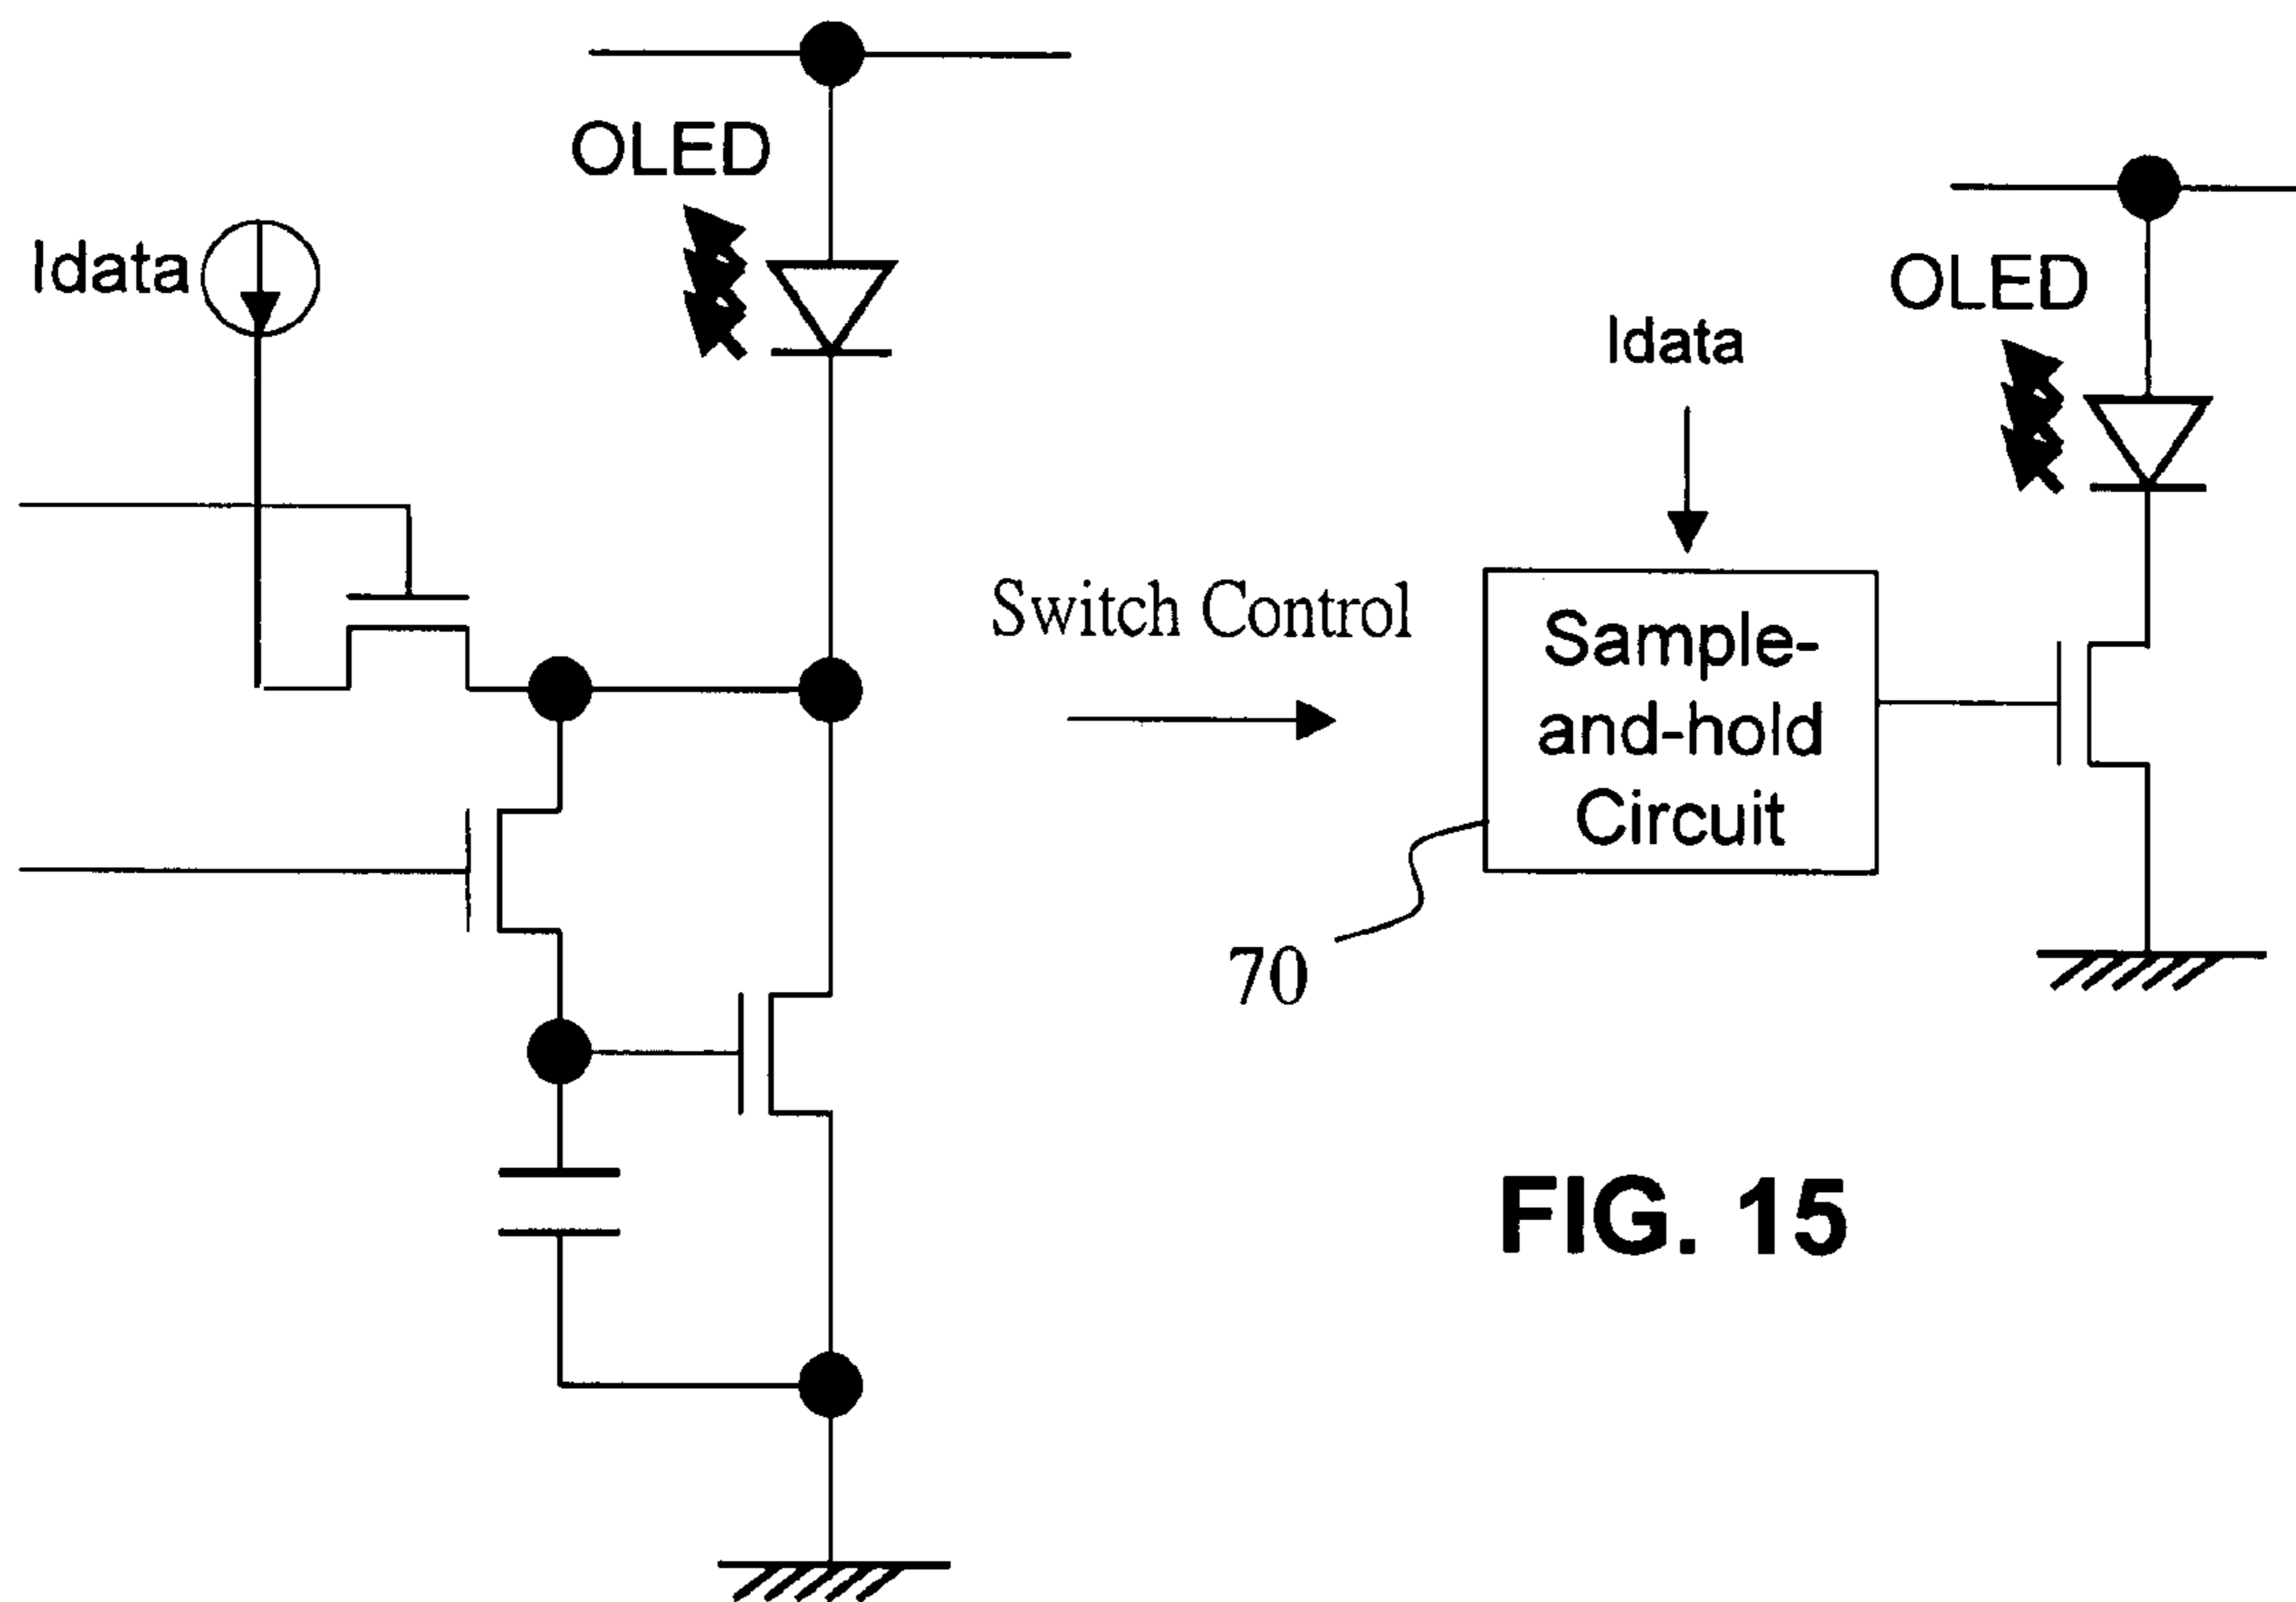 OLED
Idata
Switch Control
OLED
Idata
Sample-
and-hold
Circuit
70
FIG. 15